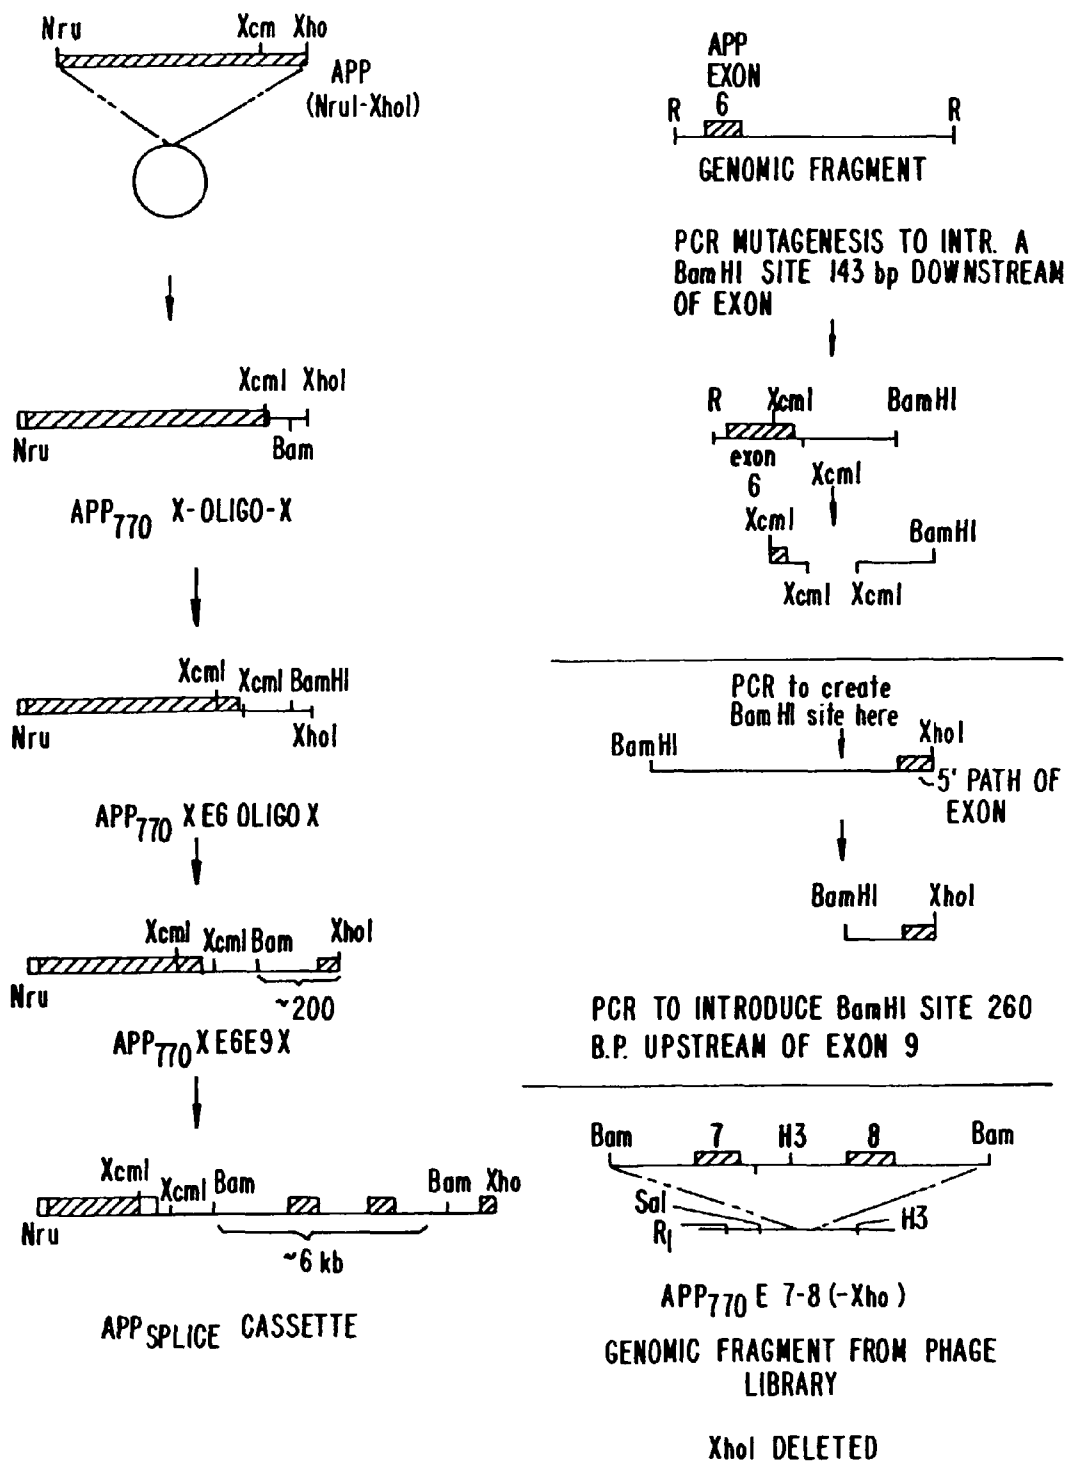 Nru Xcm Xho
APP
(NruI-XhoI)
XcmI XhoI
Nru Bam
APP770 X-OLIGO-X
XcmI XcmI BamHI
Nru XhoI
APP770 X E6 OLIGO X
XcmI XcmI Bam XhoI
Nru ~200
APP770 X E6E9 X
XcmI XcmI Bam Bam Xho
Nru
~6 kb
APP SPLICE CASSETTE
APP
EXON
R 6 R
GENOMIC FRAGMENT
PCR MUTAGENESIS TO INTR. A
BamHI SITE 143 bp DOWNSTREAM
OF EXON
R XcmI BamHI
exon
6
XcmI
XcmI BamHI
XcmI XcmI
PCR to create
BamHI site here
BamHI XhoI
~5' PATH OF
EXON
BamHI XhoI
PCR TO INTRODUCE BamHI SITE 260
B.P. UPSTREAM OF EXON 9
Bam 7 H3 8 Bam
Sal
RI H3
APP770 E 7-8 (-Xho)
GENOMIC FRAGMENT FROM PHAGE
LIBRARY
XhoI DELETED